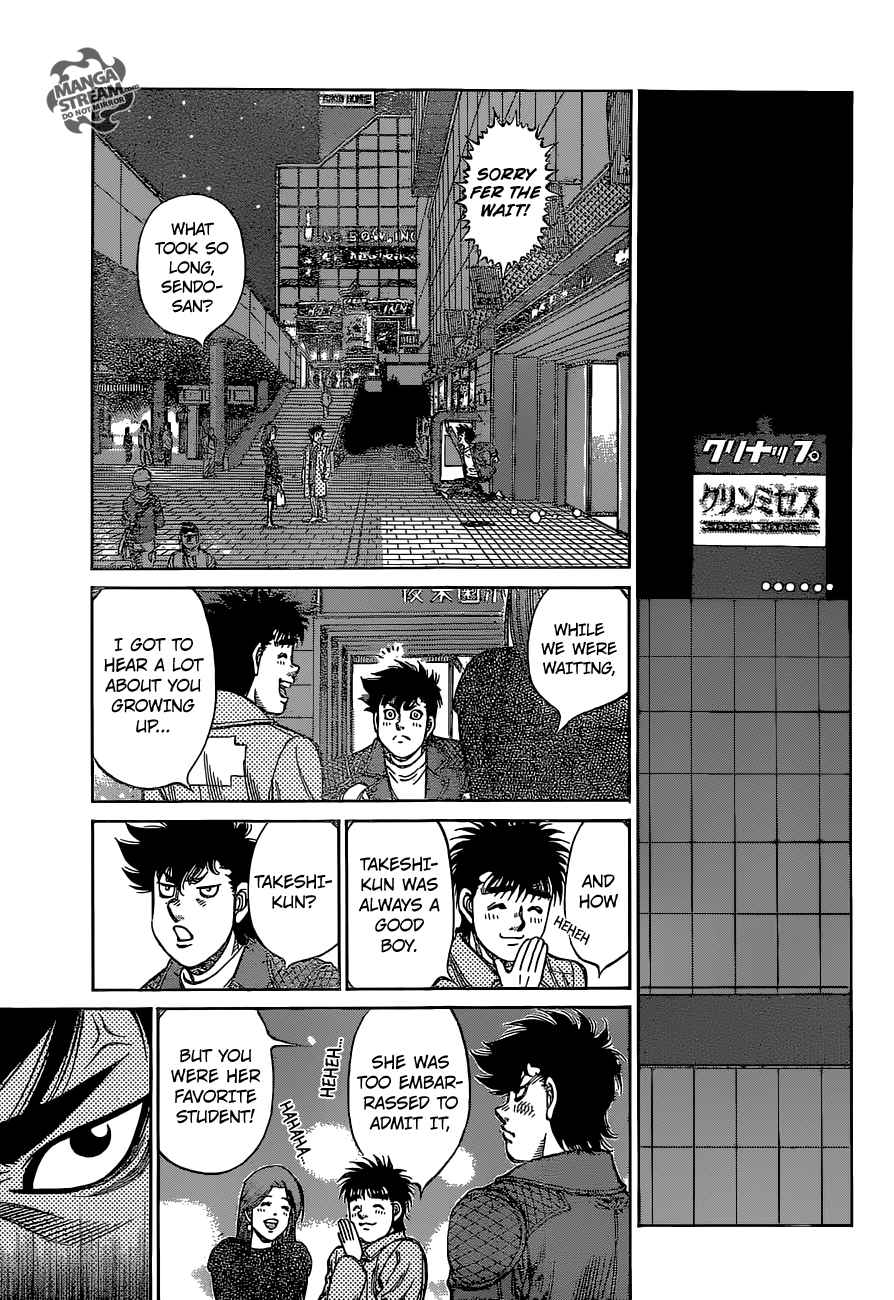 MANGA
STREAM.com
DO NOT MIRROR
SORRY
FER THE
WAIT!
WHAT
TOOK SO
LONG,
SENDO-
SAN?
クリナップ。
クリンミセス
WHILE
WE WERE
WAITING,
I GOT TO
HEAR A LOT
ABOUT YOU
GROWING
UP...
AND
HOW
HEHEH
TAKESHI-
KUN WAS
ALWAYS A
GOOD
BOY.
TAKESHI-
KUN?
SHE WAS
TOO EMBAR-
RASSED TO
ADMIT IT,
HEHEH...
BUT YOU
WERE HER
FAVORITE
STUDENT!
HAHAHA...